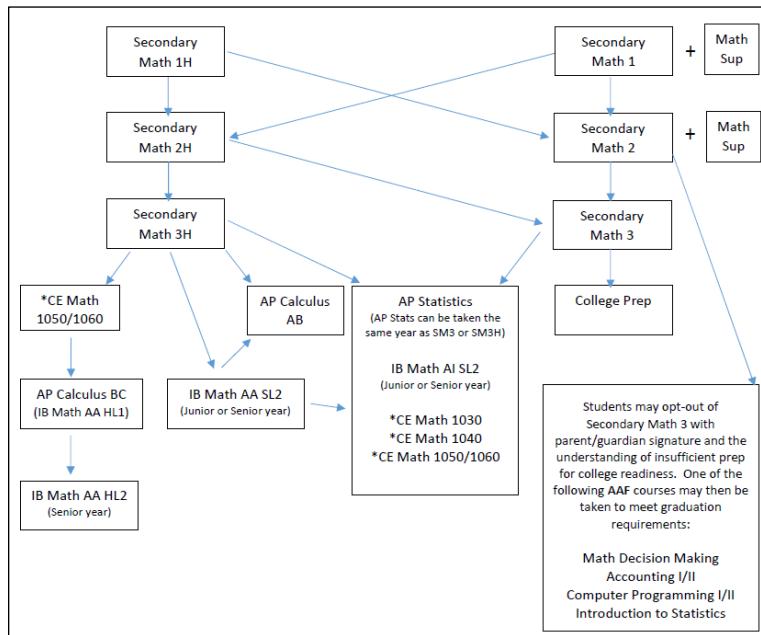 Secondary
Math 1H
Secondary
Math 1
+
Math
Sup
Secondary
Math 2H
Secondary
Math 2
+
Math
Sup
Secondary
Math 3H
Secondary
Math 3
*CE Math
1050/1060
AP Calculus
AB
AP Statistics
(AP Stats can be taken the
same year as SM3 or SM3H)
IB Math AI SL2
(Junior or Senior year)
*CE Math 1030
*CE Math 1040
*CE Math 1050/1060
College Prep
AP Calculus BC
(IB Math AA HL1)
IB Math AA SL2
(Junior or Senior year)
IB Math AA HL2
(Senior year)
Students may opt-out of
Secondary Math 3 with
parent/guardian signature and the
understanding of insufficient prep
for college readiness. One of the
following AAF courses may then be
taken to meet graduation
requirements:
Math Decision Making
Accounting I/II
Computer Programming I/II
Introduction to Statistics